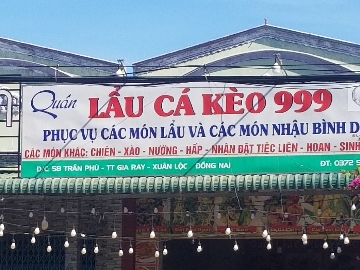 Quán LẨU CÁ KÈO 999
PHỤC VỤ CÁC MÓN LẨU VÀ CÁC MÓN NHẬU BÌNH D
CÁC MÓN KHÁC: CHIÊN - XÀO - NƯỚNG - HẤP - NHẬN ĐẶT TIỆC LIÊN - HOAN - SINH
Đ/C: 5B TRẦN PHÚ - TT GIA RAY - XUÂN LỘC - ĐỒNG NAI ĐT: 0372 5